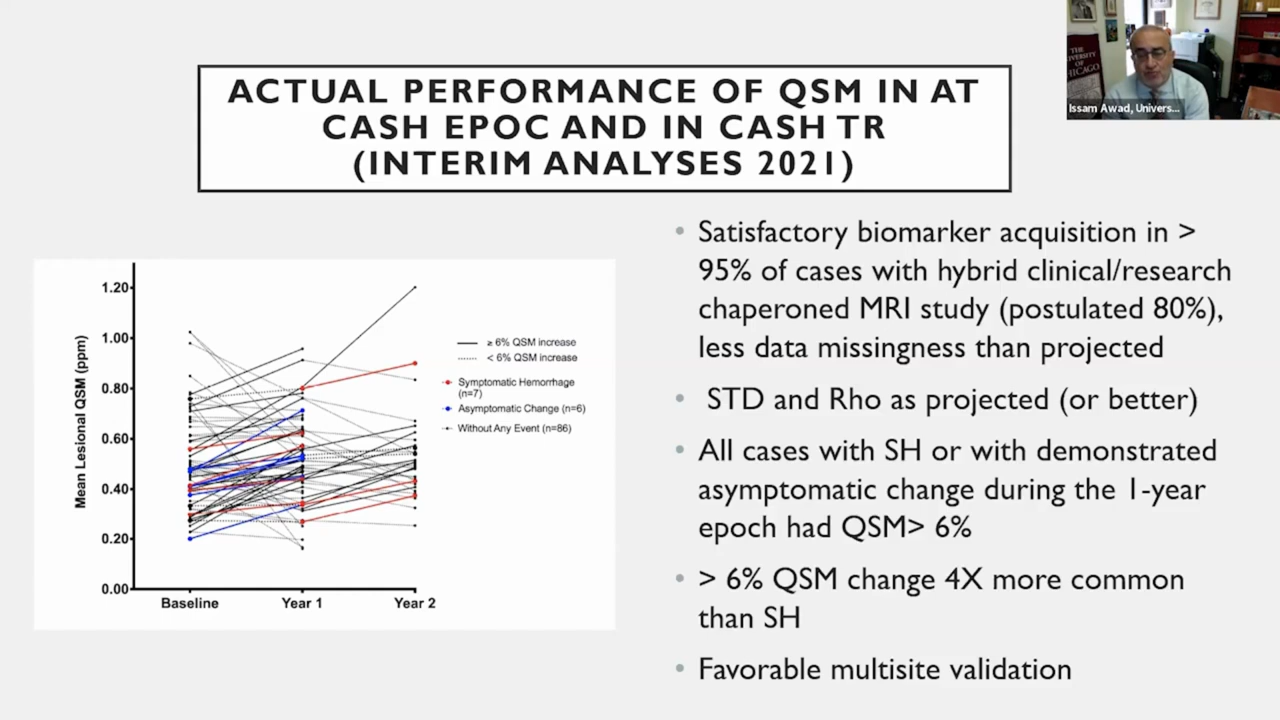 ACTUAL PERFORMANCE OF QSM IN AT
CASH EPOC AND IN CASH TR
(INTERIM ANALYSES 2021)
THE
UNIVERSITY
OF
CHICAGO
Issam Awad, Univers...
Mean Lesional QSM (ppm)
1.20
1.00
0.80
0.60
0.40
0.20
0.00
Baseline
Year 1
Year 2
≥ 6% QSM increase
< 6% QSM increase
Symptomatic Hemorrhage
(n=7)
Asymptomatic Change (n=6)
Without Any Event (n=86)
• Satisfactory biomarker acquisition in >
95% of cases with hybrid clinical/research
chaperoned MRI study (postulated 80%),
less data missingness than projected
• STD and Rho as projected (or better)
• All cases with SH or with demonstrated
asymptomatic change during the 1-year
epoch had QSM> 6%
• > 6% QSM change 4X more common
than SH
• Favorable multisite validation